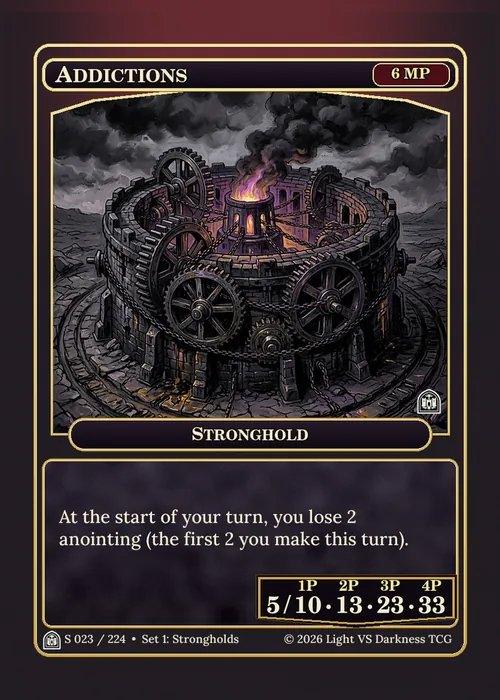 ADDICTIONS
6 MP
STRONGHOLD
At the start of your turn, you lose 2
anointing (the first 2 you make this turn).
1P 2P 3P 4P
5/10·13·23·33
S 023 / 224 • Set 1: Strongholds
© 2026 Light VS Darkness TCG